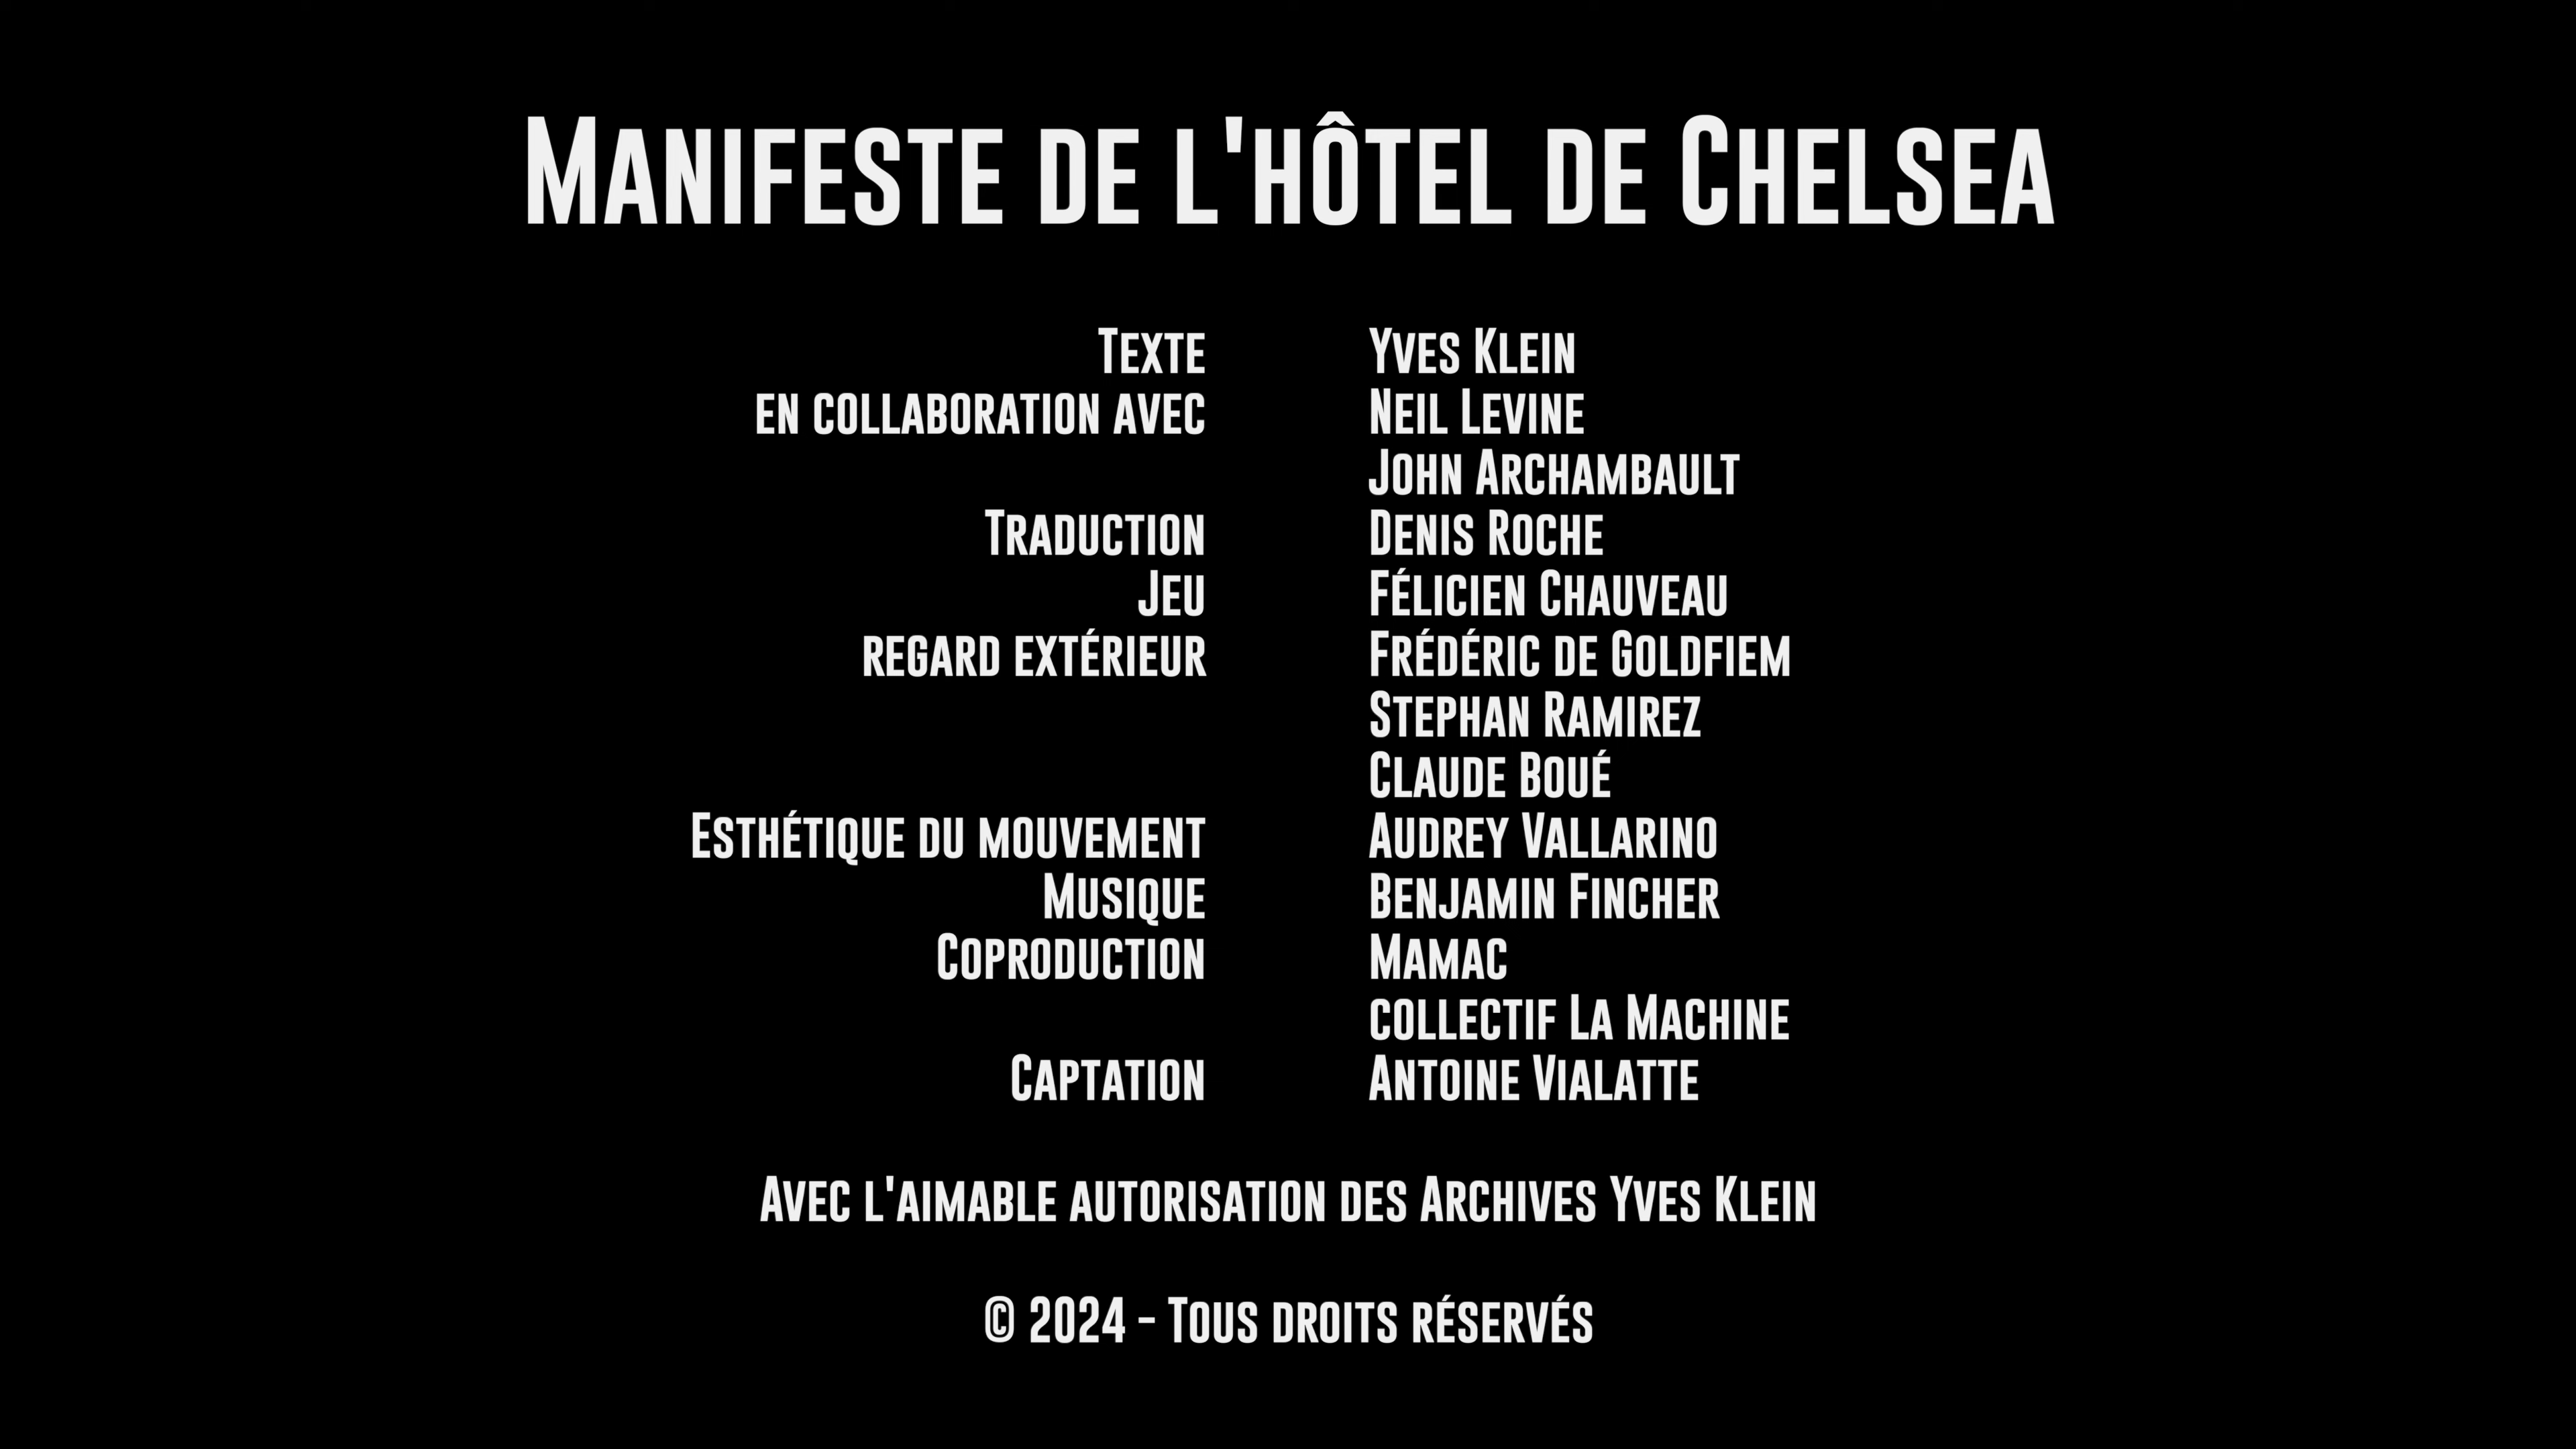 Manifeste de l'hôtel de Chelsea
Texte Yves Klein
en collaboration avec Neil Levine
John Archambault
Traduction Denis Roche
Jeu Félicien Chauveau
regard extérieur Frédéric de Goldfiem
Stephan Ramirez
Claude Boué
Esthétique du mouvement Audrey Vallarino
Musique Benjamin Fincher
Coproduction Mamac
collectif La Machine
Captation Antoine Vialatte
Avec l'aimable autorisation des Archives Yves Klein
© 2024 - Tous droits réservés